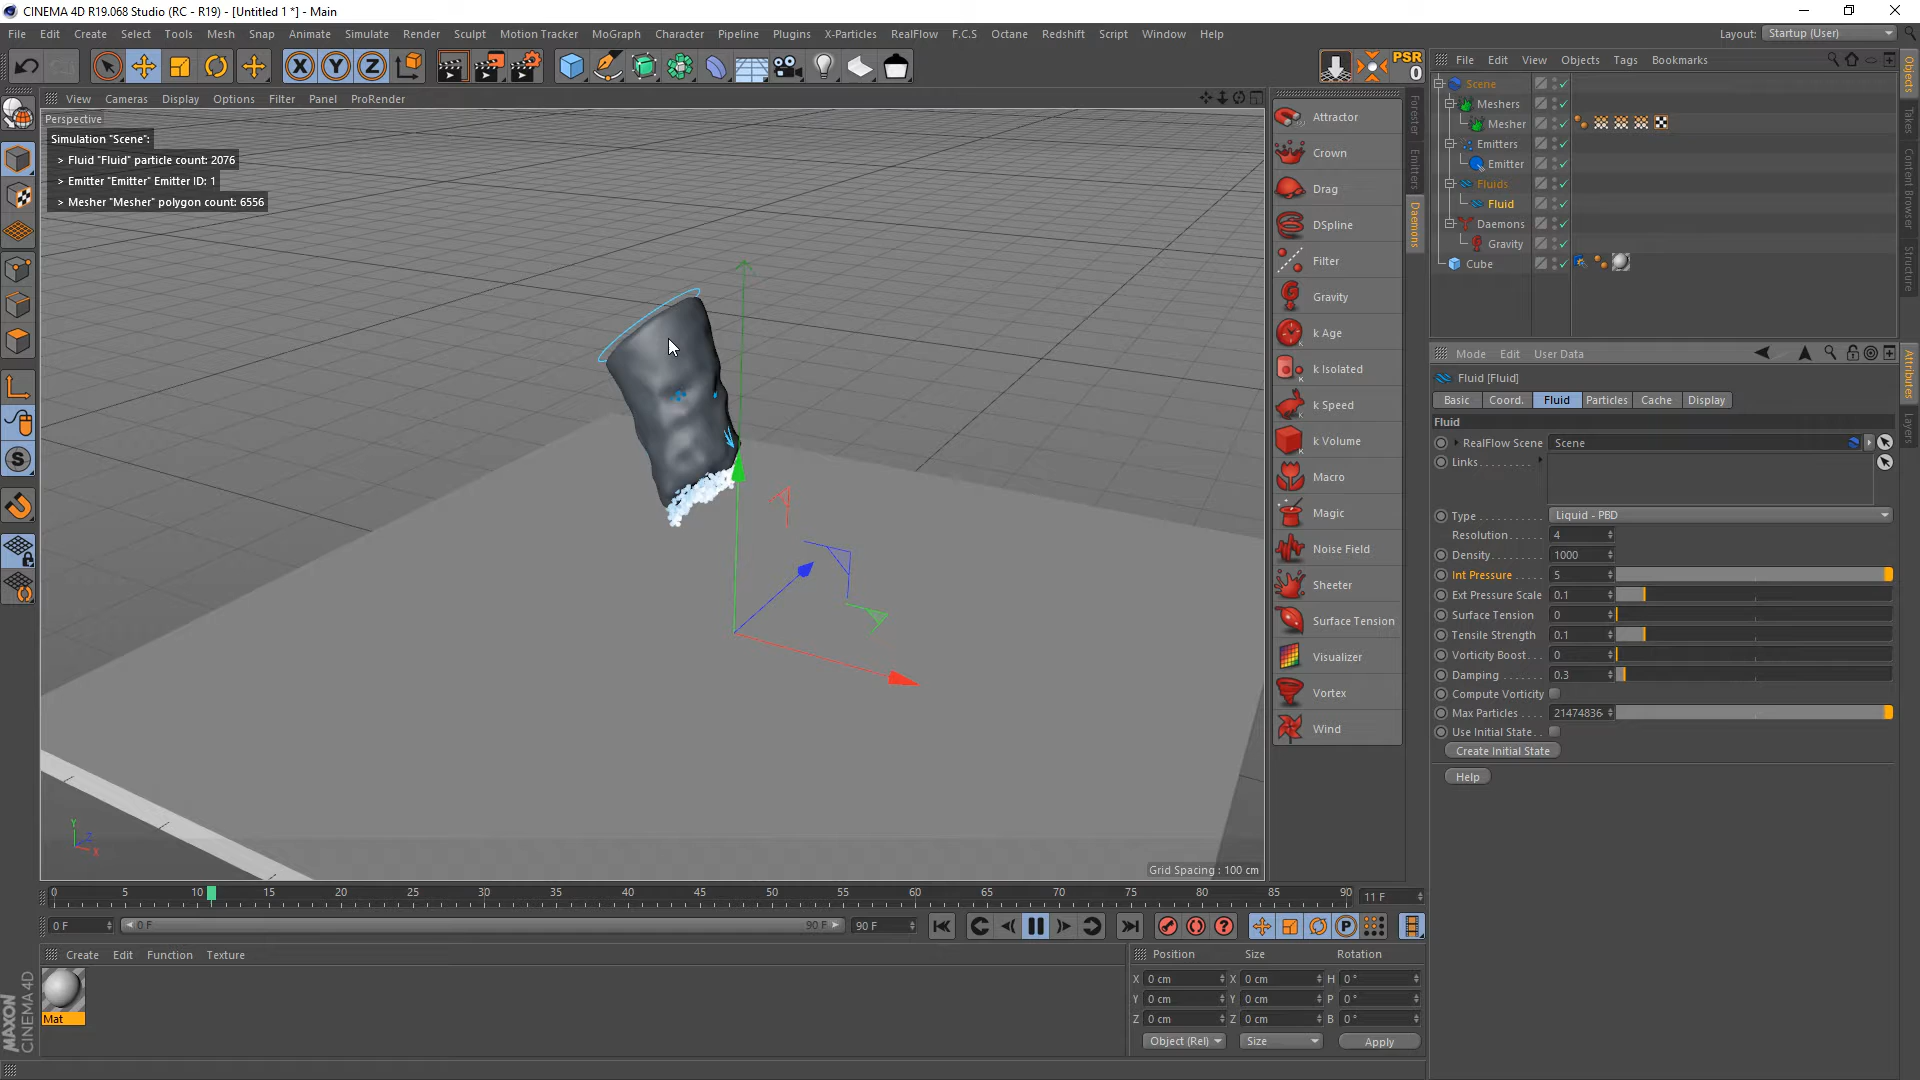 CINEMA 4D R19.068 Studio (RC - R19) - [Untitled 1 *] - Main
File Edit Create Select Tools Mesh Snap Animate Simulate Render Sculpt Motion Tracker MoGraph Character Pipeline Plugins X-Particles RealFlow F.C.S Octane Redshift Script Window Help
Layout: Startup (User)
PSR
0
File Edit View Objects Tags Bookmarks
View Cameras Display Options Filter Panel ProRender
Perspective
Simulation "Scene":
> Fluid "Fluid" particle count: 2076
> Emitter "Emitter" Emitter ID: 1
> Mesher "Mesher" polygon count: 6556
Grid Spacing : 100 cm
Y
Z
X
Attractor
Crown
Drag
DSpline
Filter
Gravity
k Age
k Isolated
k Speed
k Volume
Macro
Magic
Noise Field
Sheeter
Surface Tension
Visualizer
Vortex
Wind
Forester
Emitters
Daemons
Scene
Meshers
Mesher
Emitters
Emitter
Fluids
Fluid
Daemons
Gravity
Cube
Objects
Takes
Content Browser
Structure
Attributes
Layers
Mode Edit User Data
Fluid [Fluid]
Basic Coord. Fluid Particles Cache Display
Fluid
RealFlow Scene Scene
Links
Type Liquid - PBD
Resolution 4
Density 1000
Int Pressure 5
Ext Pressure Scale 0.1
Surface Tension 0
Tensile Strength 0.1
Vorticity Boost 0
Damping 0.3
Compute Vorticity
Max Particles 21474836
Use Initial State
Create Initial State
Help
0 5 10 15 20 25 30 35 40 45 50 55 60 65 70 75 80 85 90 11 F
0 F 0 F 90 F 90 F
Create Edit Function Texture
Mat
MAXON
CINEMA 4D
Position Size Rotation
X 0 cm X 0 cm H 0 °
Y 0 cm Y 0 cm P 0 °
Z 0 cm Z 0 cm B 0 °
Object (Rel) Size Apply